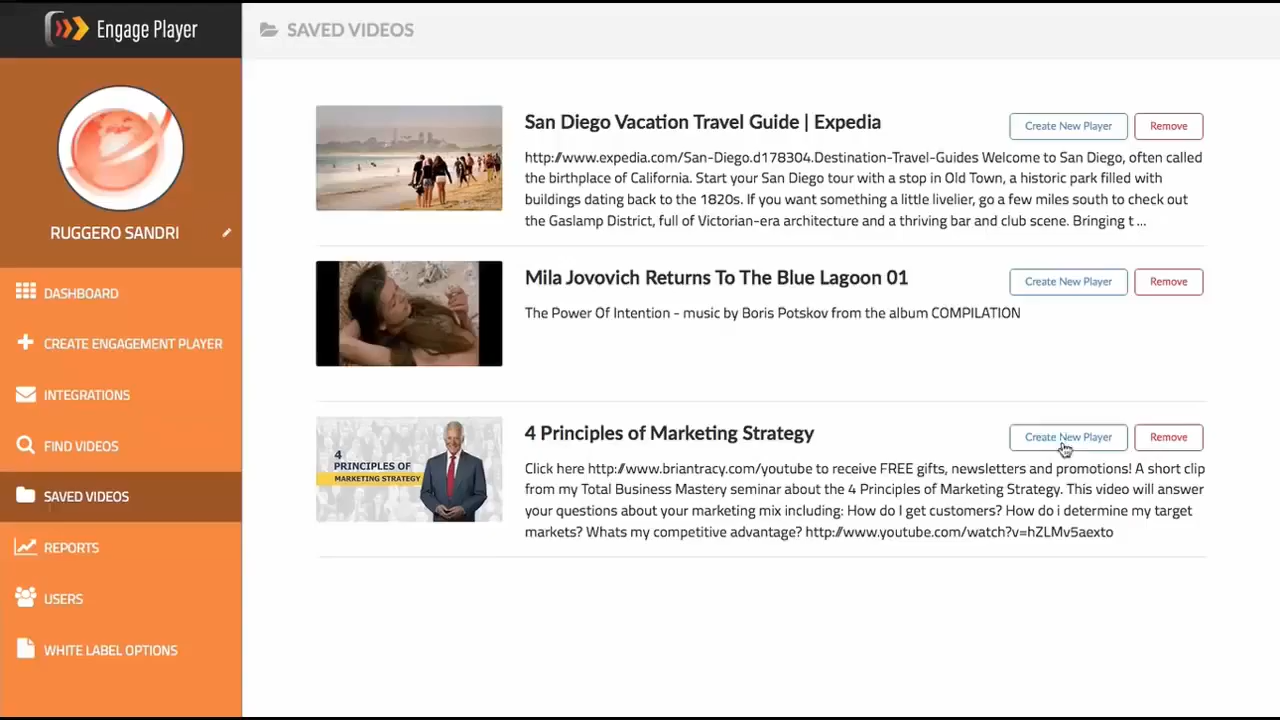 Engage Player
RUGGERO SANDRI
DASHBOARD
CREATE ENGAGEMENT PLAYER
INTEGRATIONS
FIND VIDEOS
SAVED VIDEOS
REPORTS
USERS
WHITE LABEL OPTIONS
SAVED VIDEOS
San Diego Vacation Travel Guide | Expedia
Create New Player
Remove
http://www.expedia.com/San-Diego.d178304.Destination-Travel-Guides Welcome to San Diego, often called
the birthplace of California. Start your San Diego tour with a stop in Old Town, a historic park filled with
buildings dating back to the 1820s. If you want something a little livelier, go a few miles south to check out
the Gaslamp District, full of Victorian-era architecture and a thriving bar and club scene. Bringing t ...
Mila Jovovich Returns To The Blue Lagoon 01
Create New Player
Remove
The Power Of Intention - music by Boris Potskov from the album COMPILATION
4
PRINCIPLES OF
MARKETING STRATEGY
4 Principles of Marketing Strategy
Create New Player
Remove
Click here http://www.briantracy.com/youtube to receive FREE gifts, newsletters and promotions! A short clip
from my Total Business Mastery seminar about the 4 Principles of Marketing Strategy. This video will answer
your questions about your marketing mix including: How do I get customers? How do i determine my target
markets? Whats my competitive advantage? http://www.youtube.com/watch?v=hZLMv5aexto